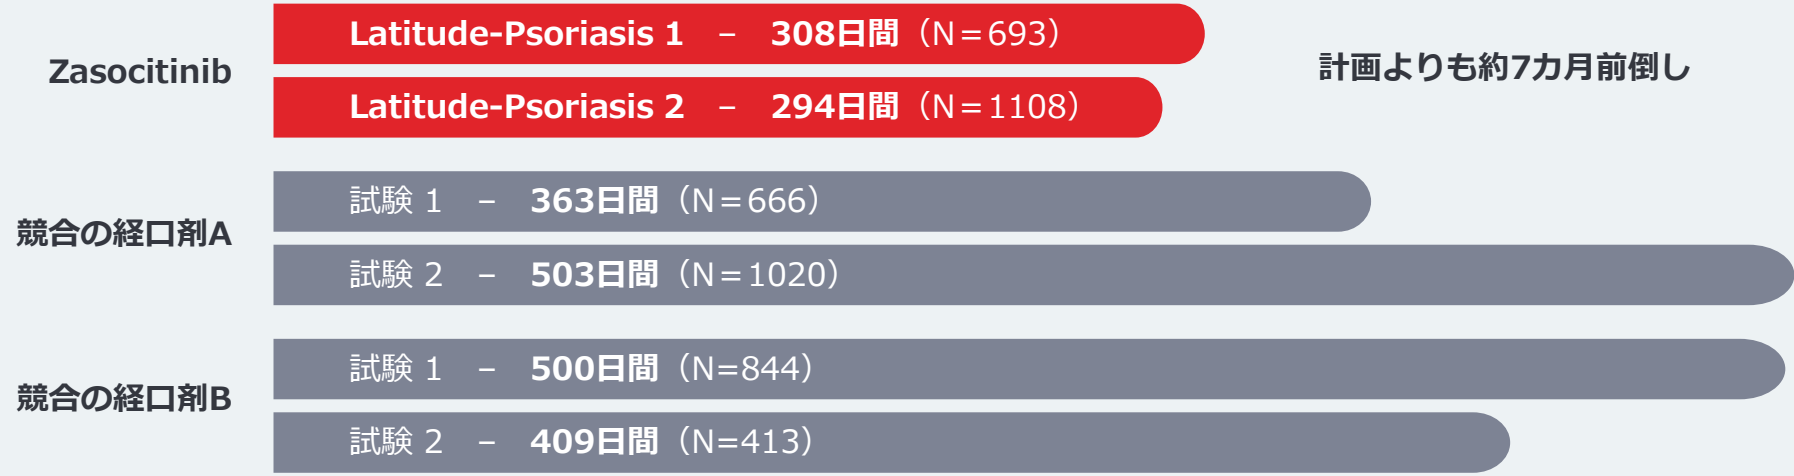 Zasocitinib
Latitude-Psoriasis 1 – 308日間（N＝693）
Latitude-Psoriasis 2 – 294日間（N＝1108）
計画よりも約7カ月前倒し
競合の経口剤A
試験 1 – 363日間（N＝666）
試験 2 – 503日間（N＝1020）
競合の経口剤B
試験 1 – 500日間（N=844）
試験 2 – 409日間（N=413）